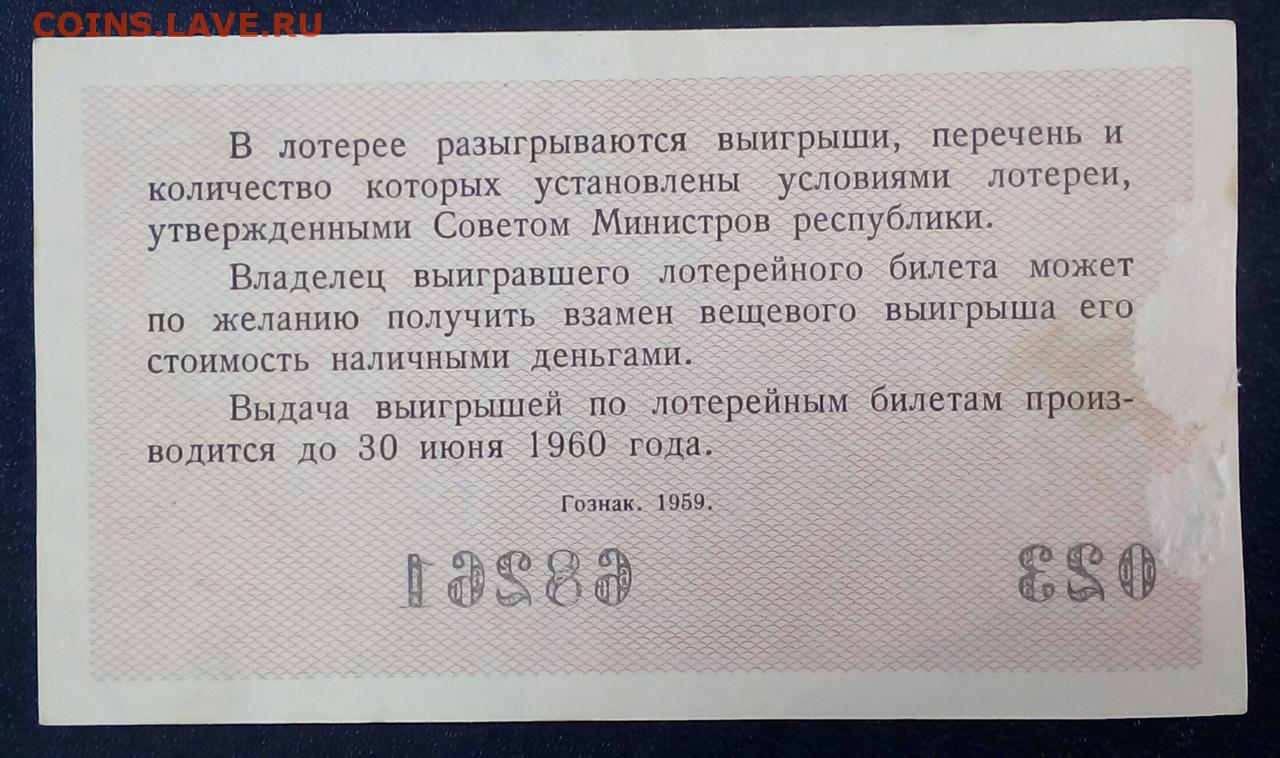 COINS.LAVE.RU
В лотерее разыгрываются выигрыши, перечень и
количество которых установлены условиями лотереи,
утвержденными Советом Министров республики.
Владелец выигравшего лотерейного билета может
по желанию получить взамен вещевого выигрыша его
стоимость наличными деньгами.
Выдача выигрышей по лотерейным билетам произ-
водится до 30 июня 1960 года.
Гознак. 1959.
023